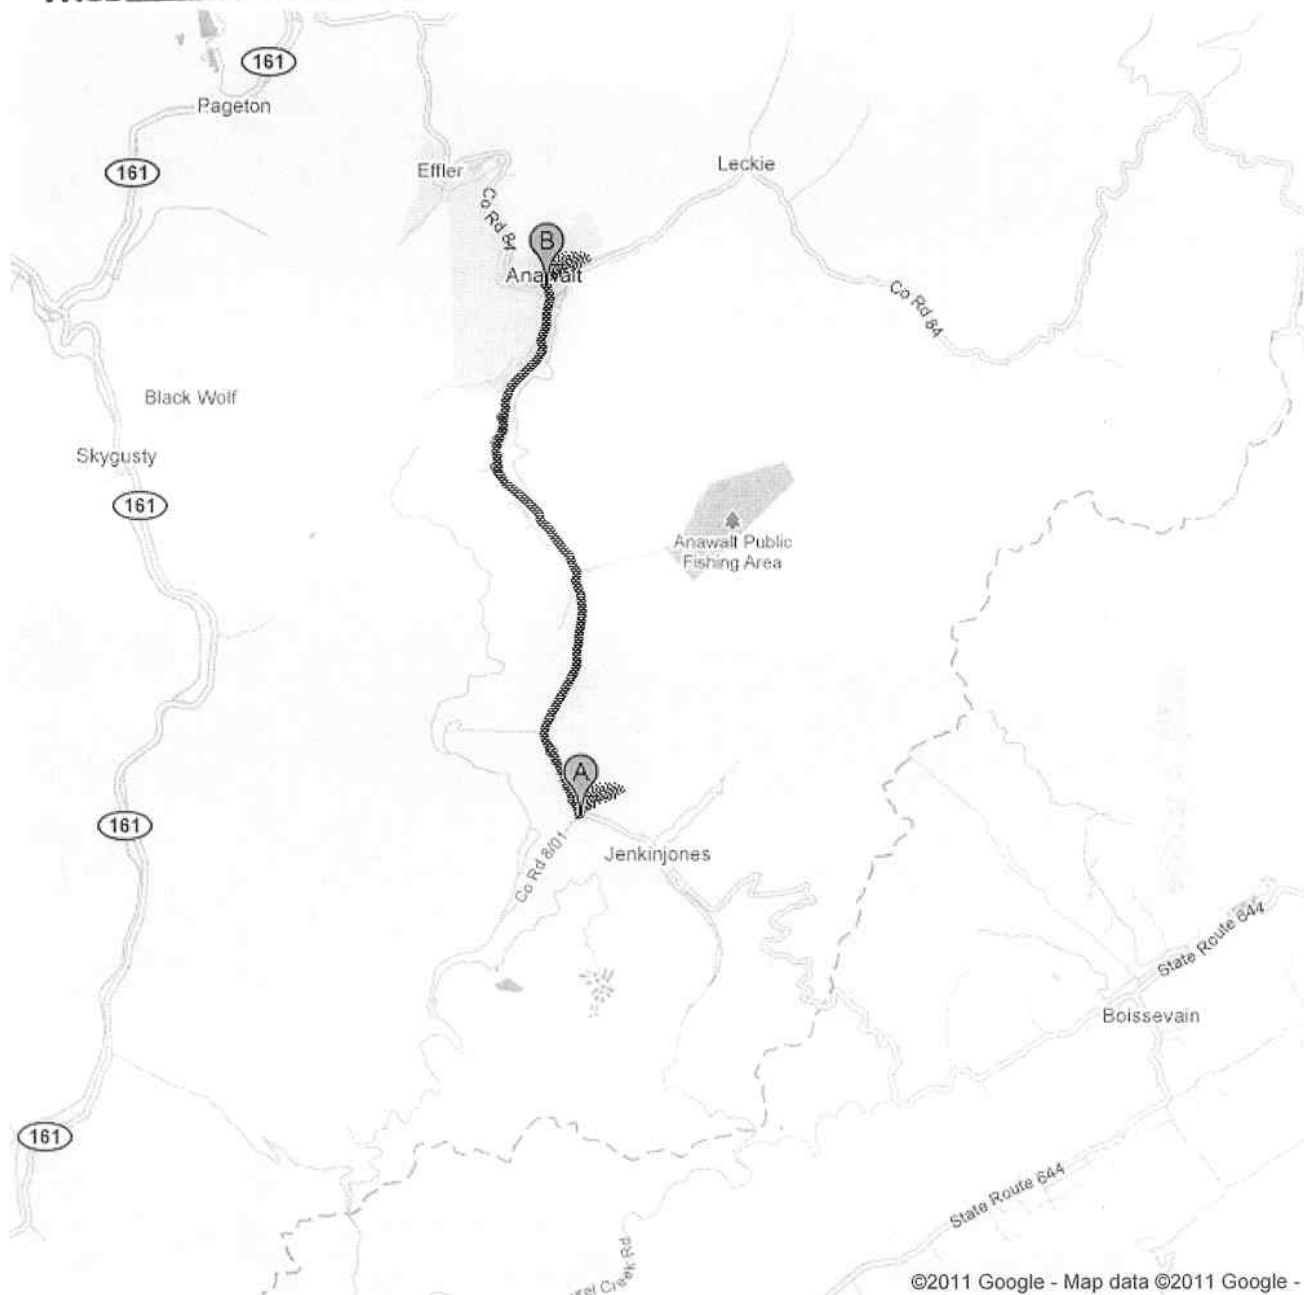 161
Pageton
161
Effler
Leckie
Co Rd 84
B
Anawalt
Co Rd 84
Black Wolf
Skygusty
161
Anawalt Public
Fishing Area
A
161
Co Rd 8/01
Jenkinjones
State Route 644
Boissevain
161
State Route 644
Creek Rd
©2011 Google - Map data ©2011 Google -